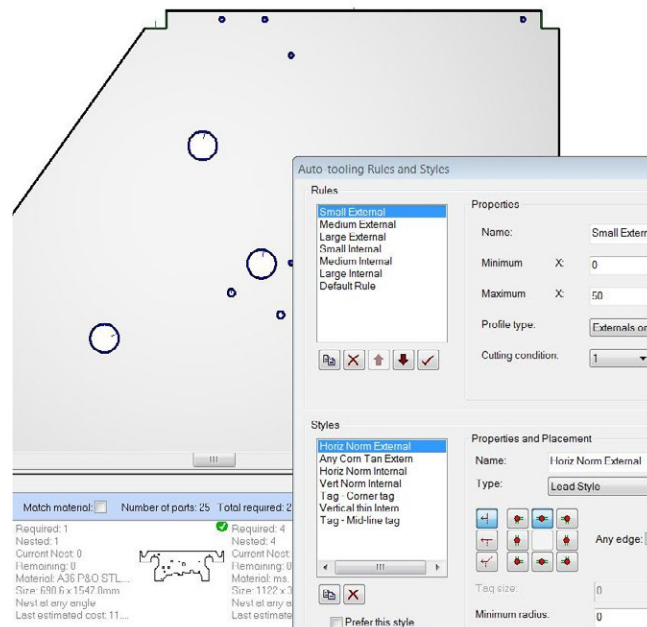 Auto-tooling Rules and Styles
Rules
Small External
Medium External
Large External
Small Internal
Medium Internal
Large Internal
Default Rule
Properties
Name: Small Extern
Minimum X: 0
Maximum X: 50
Profile type: Externals on
Cutting condition: 1
Styles
Horiz Norm External
Any Corn Tan Extern
Horiz Norm Internal
Vert Norm Internal
Tag - Corner tag
Vertical thin Intern
Tag - Mid-line tag
Prefer this style
Properties and Placement
Name: Horiz Norm External
Type: Lead Style
Any edge:
Tag size: 0
Minimum radius: 0
Match material: Number of parts: 25 Total required: 2
Required: 1
Nested: 1
Current Nest: 0
Remaining: 0
Material: A36 P&O STL...
Size: 690.6 x 1547.0mm
Nest at any angle
Last estimated cost: 11....
Required: 4
Nested: 4
Current Nest:
Remaining: 0
Material: ms.
Size: 1122 x 3
Nest at any a
Last estimate